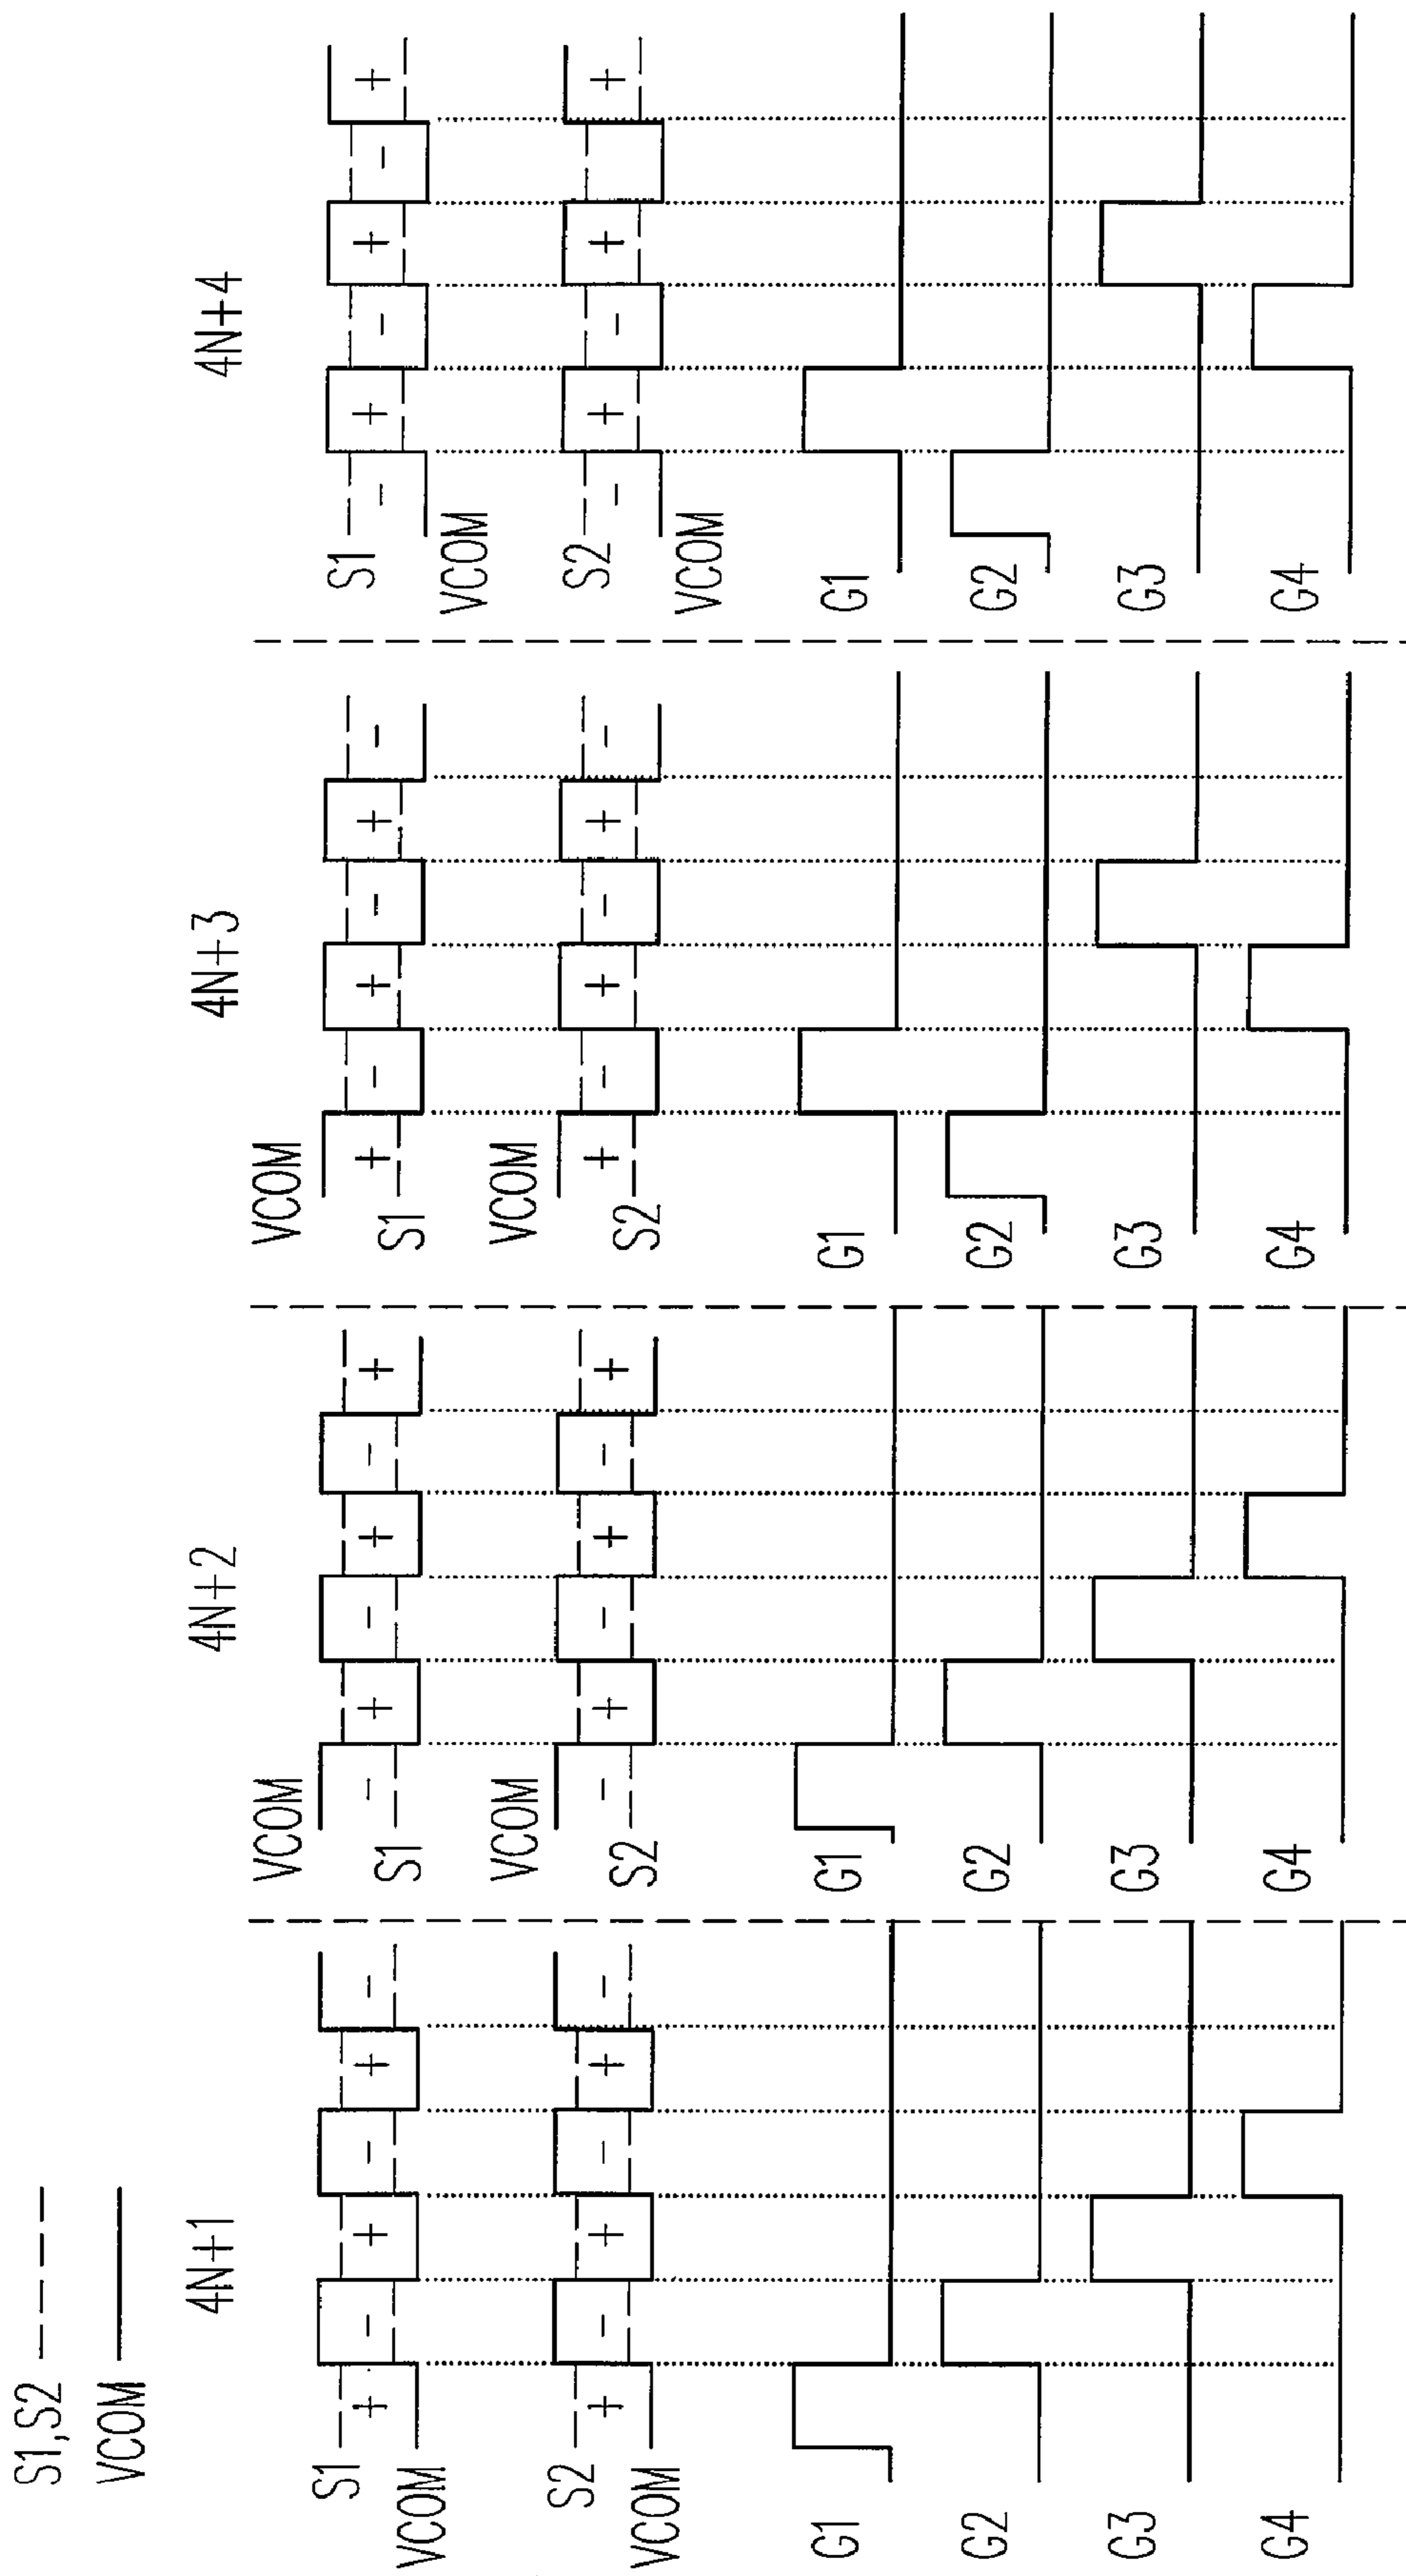 S1,S2
VCOM
4N+1
S1 + - + - + -
VCOM
S2 + - + - + -
VCOM
G1
G2
G3
G4
4N+2
VCOM
- + - + - +
S1
VCOM
- + - + - +
S2
G1
G2
G3
G4
4N+3
VCOM
+ - + - + -
S1
VCOM
+ - + - + -
S2
G1
G2
G3
G4
4N+4
S1 - + - + - +
VCOM
S2 - + - + +
VCOM
G1
G2
G3
G4